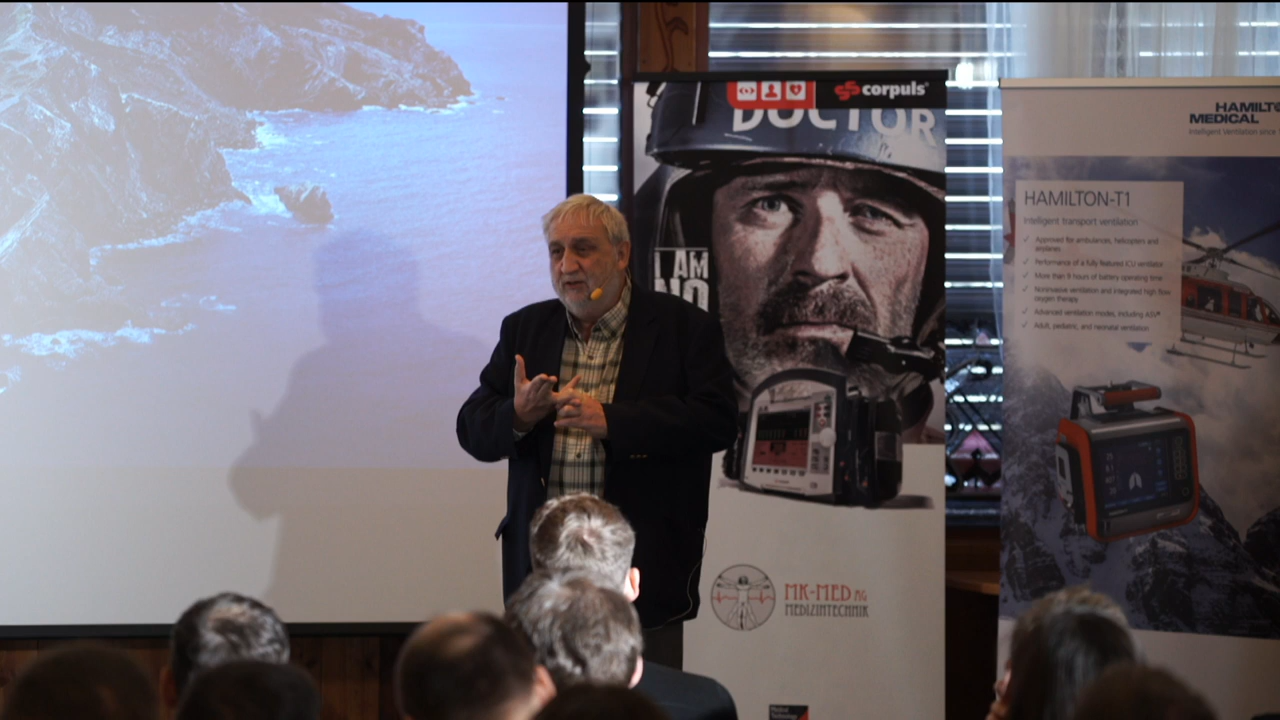 corpuls
DOCTOR
I AM
NO
MK-MED AG
MEDIZINTECHNIK
HAMILTO
MEDICAL
Intelligent Ventilation since
HAMILTON-T1
Intelligent transport ventilation
✓ Approved for ambulances, helicopters and
airplanes
✓ Performance of a fully featured ICU ventilator
✓ More than 9 hours of battery operating time
✓ Noninvasive ventilation and integrated high flow
oxygen therapy
✓ Advanced ventilation modes, including ASV®
✓ Adult, pediatric, and neonatal ventilation